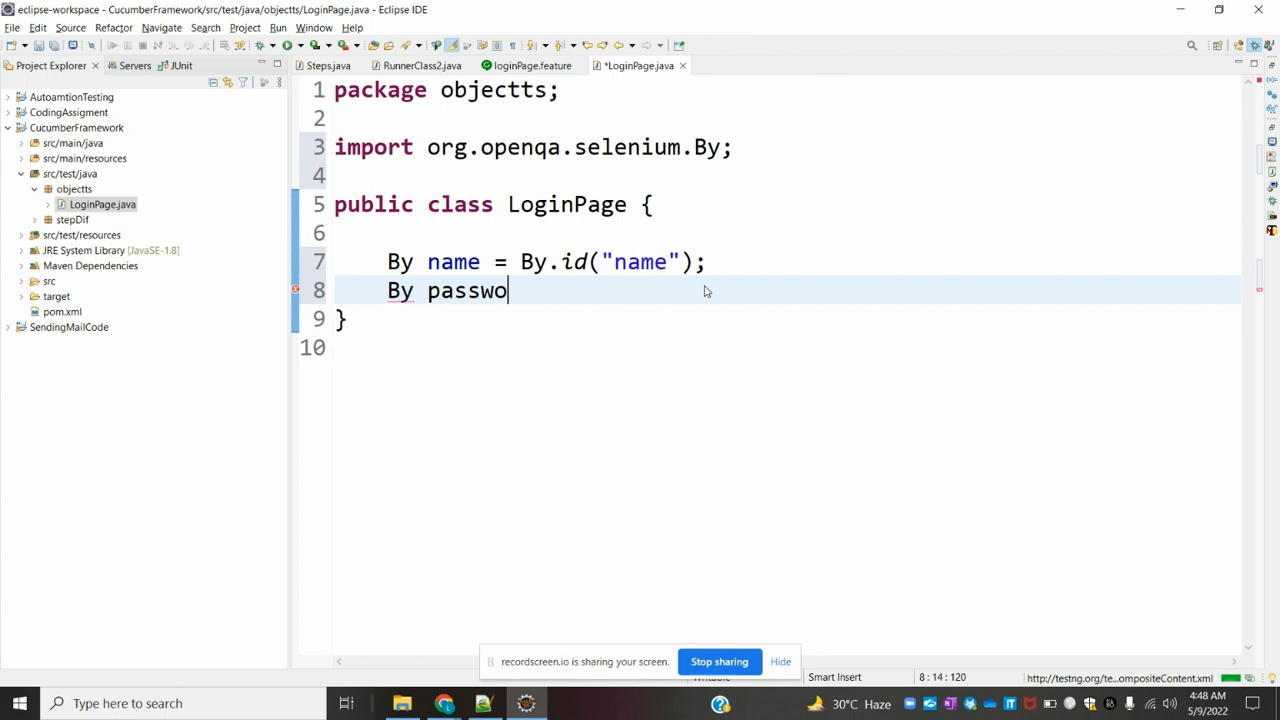 eclipse-workspace - CucumberFramework/src/test/java/objectts/LoginPage.java - Eclipse IDE
File Edit Source Refactor Navigate Search Project Run Window Help
Project Explorer Servers JUnit
Steps.java RunnerClass2.java loginPage.feature *LoginPage.java
AutoamtionTesting
CodingAssigment
CucumberFramework
src/main/java
src/main/resources
src/test/java
objectts
LoginPage.java
stepDif
src/test/resources
JRE System Library [JavaSE-1.8]
Maven Dependencies
src
target
pom.xml
SendingMailCode
1 package objectts;
2
3 import org.openqa.selenium.By;
4
5 public class LoginPage {
6
7 By name = By.id("name");
8 By passwo
9 }
10
recordscreen.io is sharing your screen. Stop sharing Hide
Writable Smart Insert 8 : 14 : 120 http://testng.org/te...ompositeContent.xml
Type here to search
30°C Haze
4:48 AM
5/9/2022